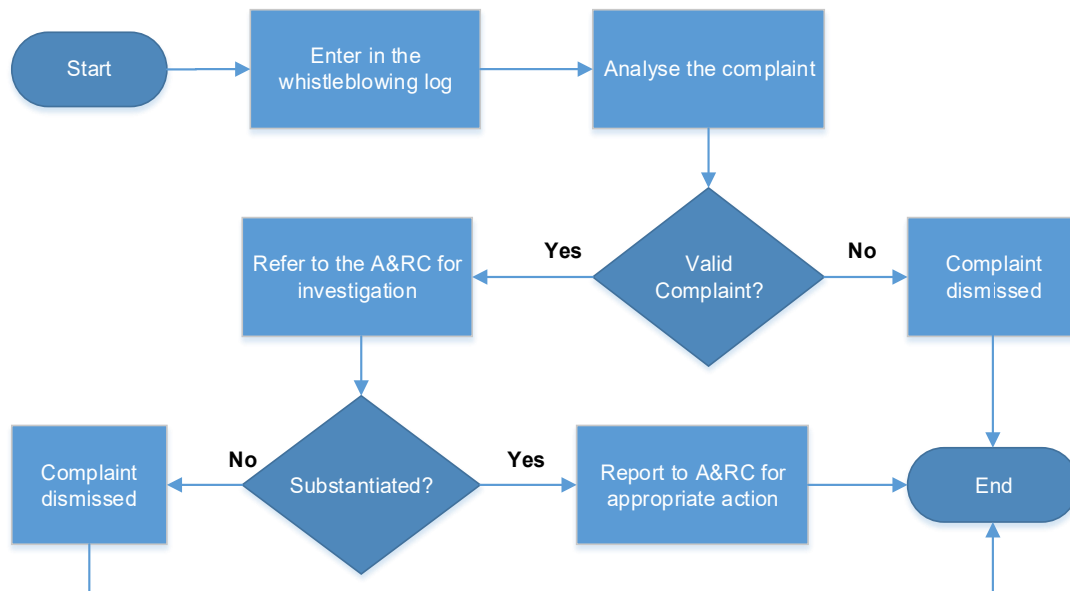 Start
Enter in the
whistleblowing log
Analyse the complaint
Yes
No
Refer to the A&RC for
investigation
Valid
Complaint?
Complaint
dismissed
No
Yes
Complaint
dismissed
Substantiated?
Report to A&RC for
appropriate action
End